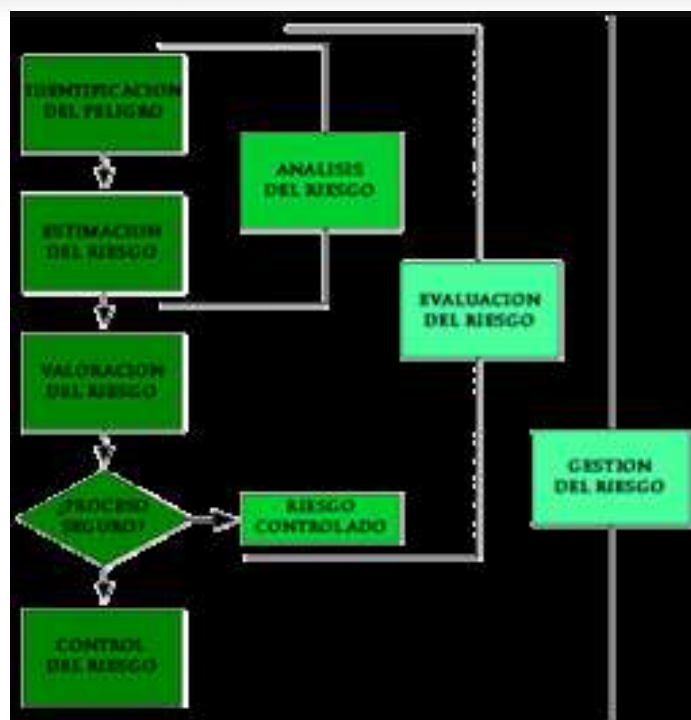 IDENTIFICACION
DEL PELIGRO
ANALISIS
DEL RIESGO
ESTIMACION
DEL RIESGO
EVALUACION
DEL RIESGO
VALORACION
DEL RIESGO
GESTION
DEL RIESGO
¿PROCESO
SEGURO?
RIESGO
CONTROLADO
CONTROL
DEL RIESGO